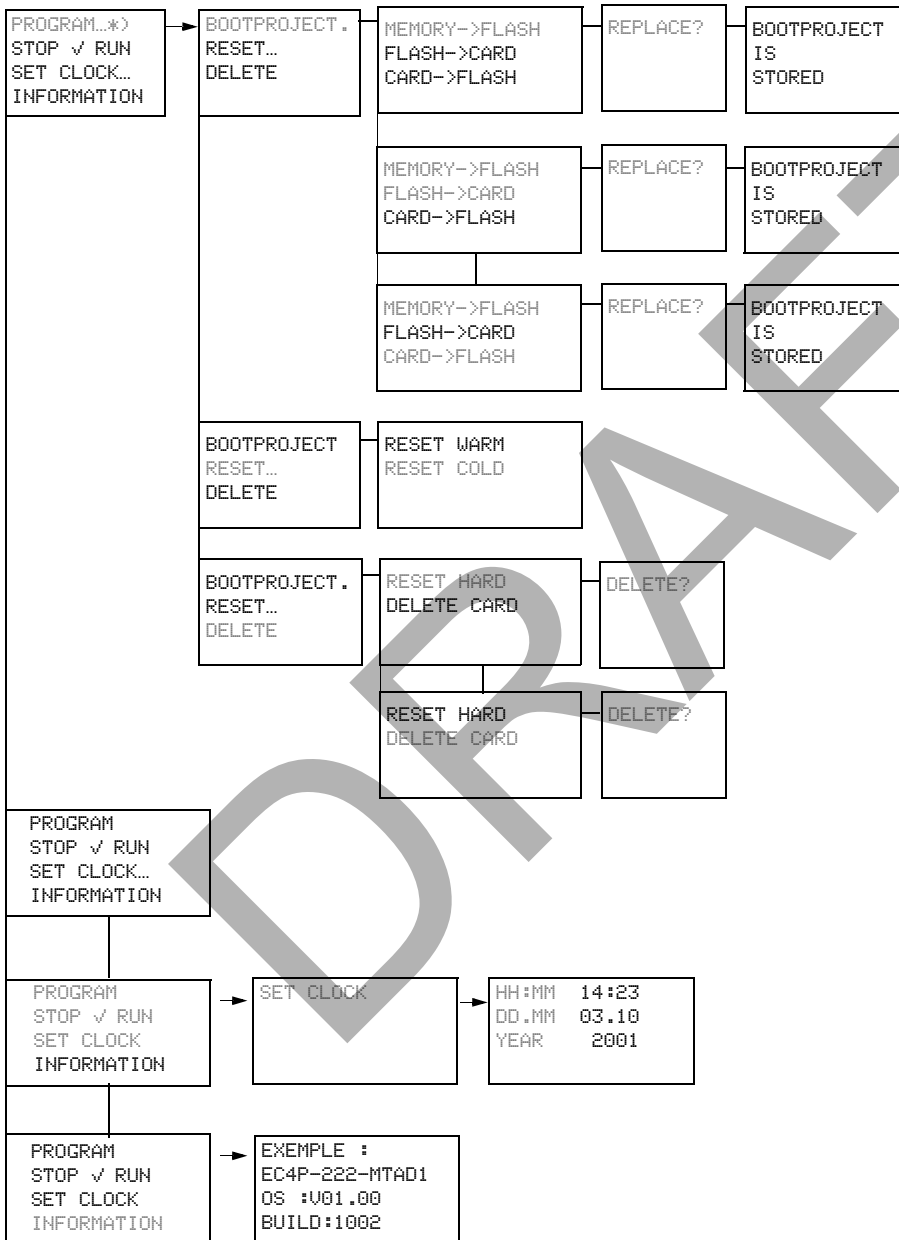 PROGRAM…*)
STOP √ RUN
SET CLOCK…
INFORMATION
BOOTPROJECT.
RESET…
DELETE
MEMORY->FLASH
FLASH->CARD
CARD->FLASH
REPLACE?
BOOTPROJECT
IS
STORED
MEMORY->FLASH
FLASH->CARD
CARD->FLASH
REPLACE?
BOOTPROJECT
IS
STORED
MEMORY->FLASH
FLASH->CARD
CARD->FLASH
REPLACE?
BOOTPROJECT
IS
STORED
BOOTPROJECT
RESET…
DELETE
RESET WARM
RESET COLD
BOOTPROJECT.
RESET…
DELETE
RESET HARD
DELETE CARD
DELETE?
RESET HARD
DELETE CARD
DELETE?
PROGRAM
STOP √ RUN
SET CLOCK…
INFORMATION
PROGRAM
STOP √ RUN
SET CLOCK
INFORMATION
SET CLOCK
HH:MM 14:23
DD.MM 03.10
YEAR 2001
PROGRAM
STOP √ RUN
SET CLOCK
INFORMATION
EXEMPLE :
EC4P-222-MTAD1
OS :V01.00
BUILD:1002
DRAFT